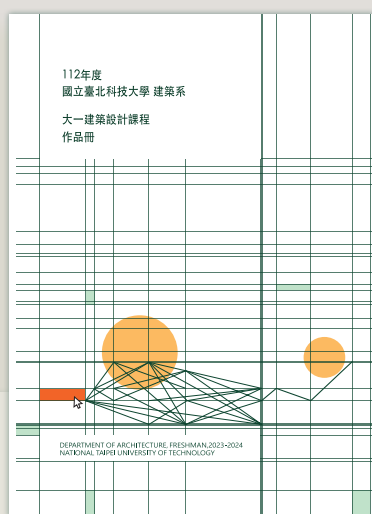 112年度
國立臺北科技大學 建築系
大一建築設計課程
作品冊
DEPARTMENT OF ARCHITECTURE, FRESHMAN,2023-2024
NATIONAL TAIPEI UNIVERSITY OF TECHNOLOGY